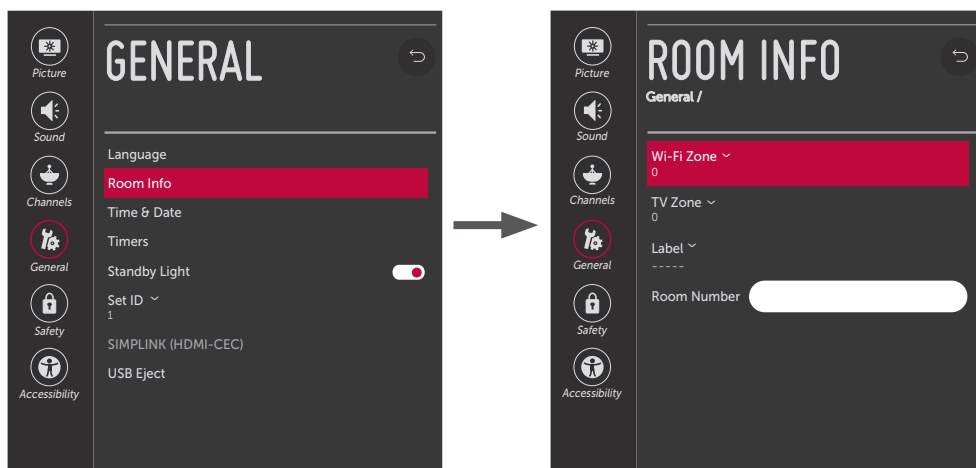 Picture
Sound
Channels
General
Safety
Accessibility
GENERAL
Language
Room Info
Time & Date
Timers
Standby Light
Set ID
1
SIMPLINK (HDMI-CEC)
USB Eject
Picture
Sound
Channels
General
Safety
Accessibility
ROOM INFO
General /
Wi-Fi Zone
0
TV Zone
0
Label
-----
Room Number